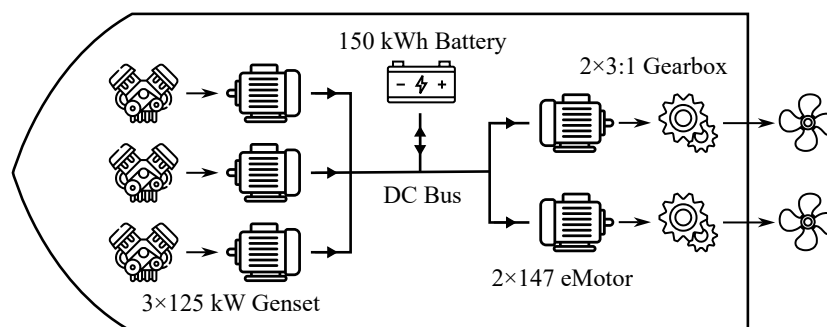 150 kWh Battery
2×3:1 Gearbox
DC Bus
2×147 eMotor
3×125 kW Genset